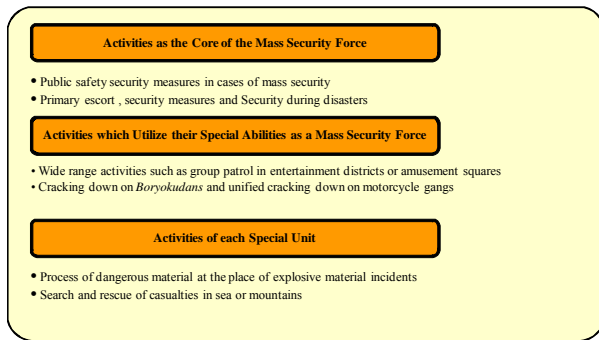 Activities as the Core of the Mass Security Force
● Public safety security measures in cases of mass security
● Primary escort , security measures and Security during disasters
Activities which Utilize their Special Abilities as a Mass Security Force
• Wide range activities such as group patrol in entertainment districts or amusement squares
• Cracking down on Boryokudans and unified cracking down on motorcycle gangs
Activities of each Special Unit
● Process of dangerous material at the place of explosive material incidents
● Search and rescue of casualties in sea or mountains